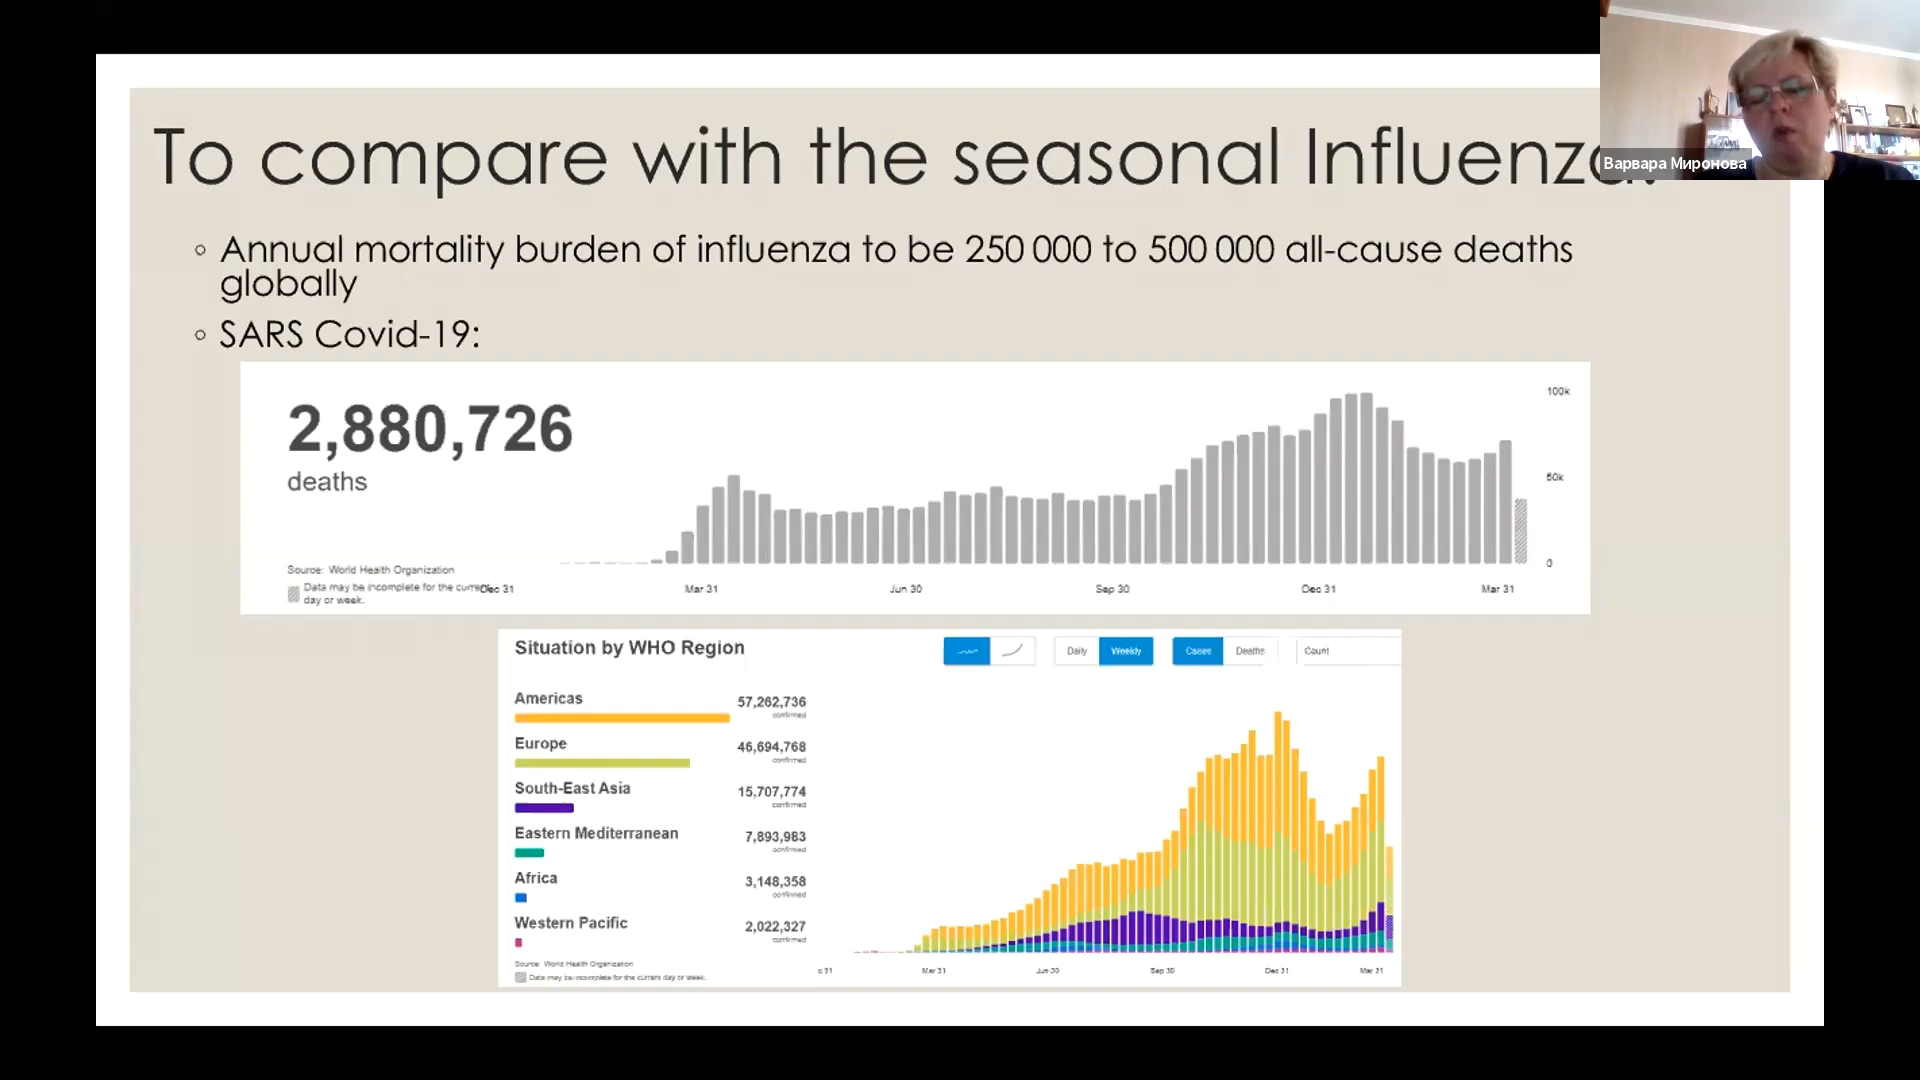 To compare with the seasonal Influenza:
Варвара Миронова
◦ Annual mortality burden of influenza to be 250 000 to 500 000 all-cause deaths
globally
◦ SARS Covid-19:
2,880,726
deaths
100k
50k
0
Source: World Health Organization
Data may be incomplete for the current
day or week.
Dec 31
Mar 31
Jun 30
Sep 30
Dec 31
Mar 31
Situation by WHO Region
Daily
Weekly
Cases
Deaths
Count
Americas
57,262,736
confirmed
Europe
46,694,768
confirmed
South-East Asia
15,707,774
confirmed
Eastern Mediterranean
7,893,983
confirmed
Africa
3,148,358
confirmed
Western Pacific
2,022,327
confirmed
Source: World Health Organization
Data may be incomplete for the current day or week.
c 31
Mar 31
Jun 30
Sep 30
Dec 31
Mar 31